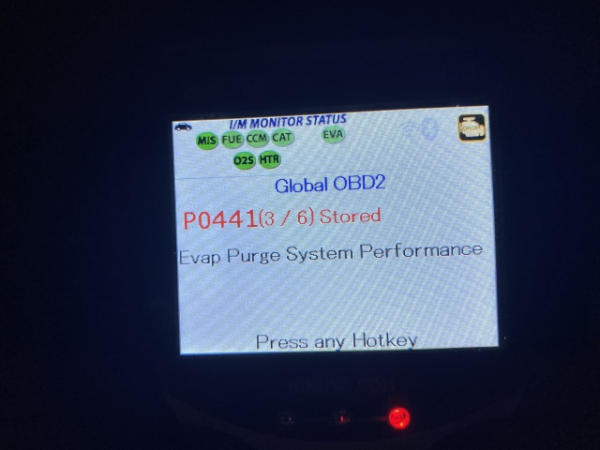 I/M MONITOR STATUS
MIS FUE CCM CAT EVA
O2S HTR
Global OBD2
P0441(3 / 6) Stored
Evap Purge System Performance
Press any Hotkey